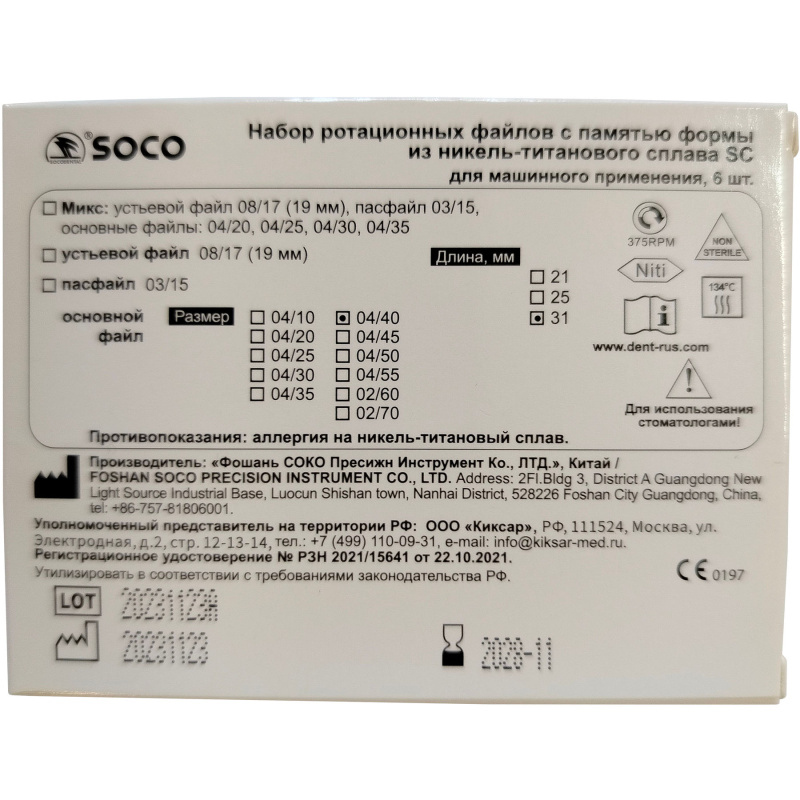 ® SOCO
SOCODENTAL
Набор ротационных файлов с памятью формы
из никель-титанового сплава SC
для машинного применения, 6 шт.
Микс: устьевой файл 08/17 (19 мм), пасфайл 03/15,
основные файлы: 04/20, 04/25, 04/30, 04/35
устьевой файл 08/17 (19 мм)
пасфайл 03/15
основной файл
Размер
04/10 04/40
04/20 04/45
04/25 04/50
04/30 04/55
04/35 02/60
02/70
Длина, мм
21
25
31
375RPM
NON
STERILE
Niti
134°C
i
www.dent-rus.com
Для использования
стоматологами!
Противопоказания: аллергия на никель-титановый сплав.
Производитель: «Фошань СОКО Пресижн Инструмент Ко., ЛТД.», Китай /
FOSHAN SOCO PRECISION INSTRUMENT CO., LTD. Address: 2Fl.Bldg 3, District A Guangdong New
Light Source Industrial Base, Luocun Shishan town, Nanhai District, 528226 Foshan City Guangdong, China,
tel: +86-757-81806001.
Уполномоченный представитель на территории РФ: ООО «Киксар», РФ, 111524, Москва, ул.
Электродная, д.2, стр. 12-13-14, тел.: +7 (499) 110-09-31, e-mail: info@kiksar-med.ru.
Регистрационное удостоверение № РЗН 2021/15641 от 22.10.2021.
Утилизировать в соответствии с требованиями законодательства РФ.
CE 0197
LOT 20231123A
20231123
2028-11